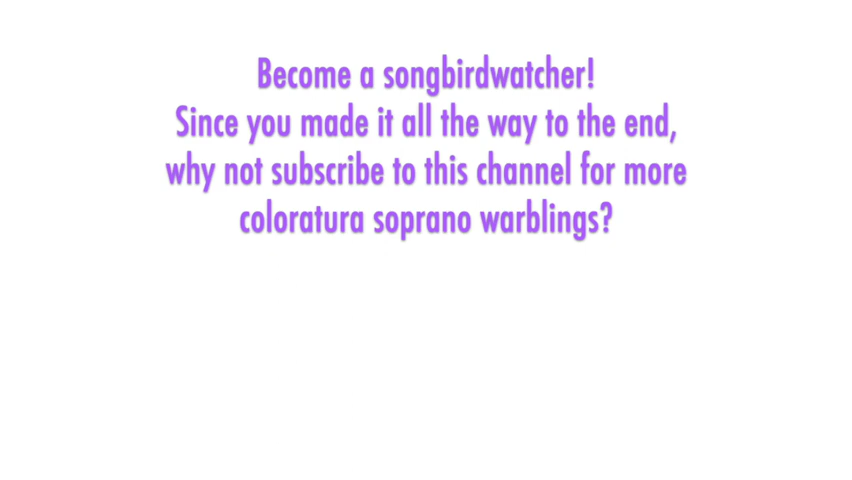 Become a songbirdwatcher!
Since you made it all the way to the end,
why not subscribe to this channel for more
coloratura soprano warblings?